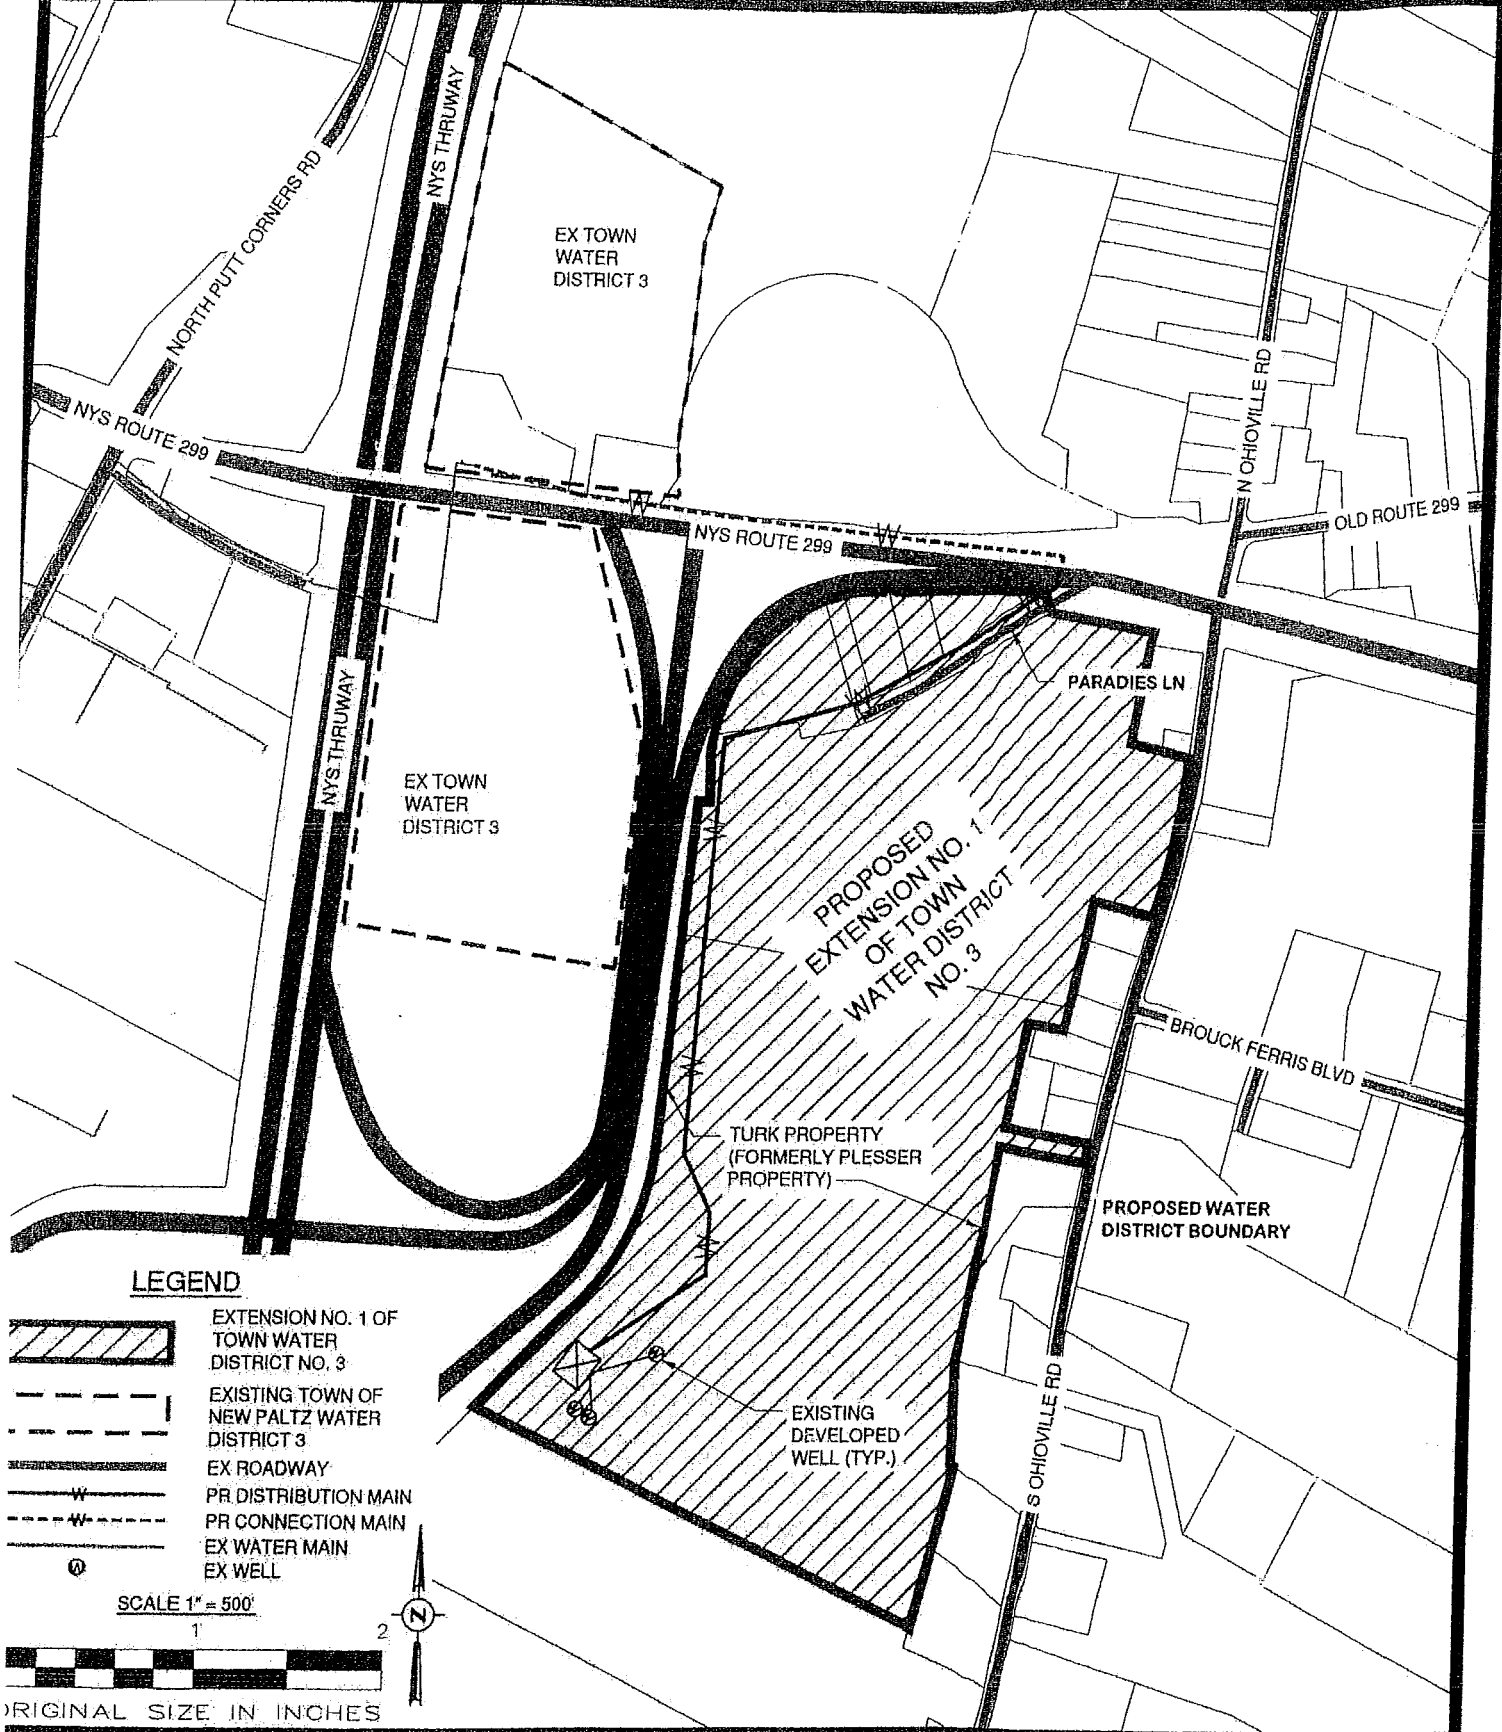 NYS THRUWAY
NORTH PUTT CORNERS RD
EX TOWN
WATER
DISTRICT 3
NYS ROUTE 299
N OHIOVILLE RD
W
W
NYS ROUTE 299
OLD ROUTE 299
W
PARADIES LN
W
NYS THRUWAY
EX TOWN
WATER
DISTRICT 3
W
PROPOSED
EXTENSION NO. 1
OF TOWN
WATER DISTRICT
NO. 3
BROUCK FERRIS BLVD
W
TURK PROPERTY
(FORMERLY PLESSER
PROPERTY)
PROPOSED WATER
DISTRICT BOUNDARY
W
W
W
W
EXISTING
DEVELOPED
WELL (TYP.)
S OHIOVILLE RD
LEGEND
EXTENSION NO. 1 OF
TOWN WATER
DISTRICT NO. 3
EXISTING TOWN OF
NEW PALTZ WATER
DISTRICT 3
EX ROADWAY
W PR DISTRIBUTION MAIN
W PR CONNECTION MAIN
EX WATER MAIN
W EX WELL
SCALE 1" = 500'
1" 2
N
ORIGINAL SIZE IN INCHES